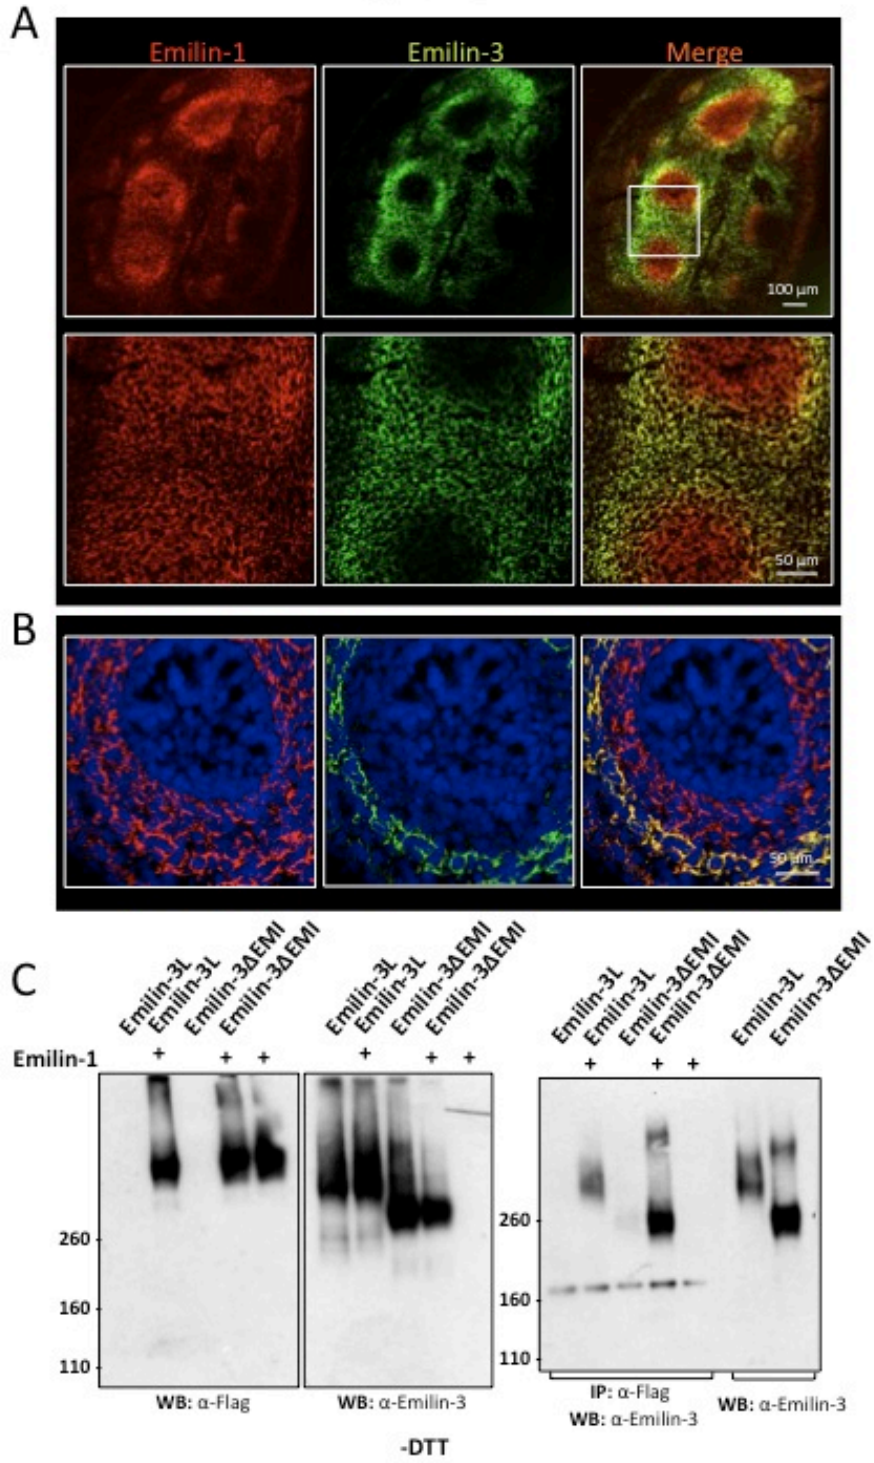 A
Emilin-1 Emilin-3 Merge
100 µm
50 µm
B
50 µm
C
Emilin-3L Emilin-3L Emilin-3ΔEMI Emilin-3ΔEMI Emilin-3L Emilin-3L Emilin-3ΔEMI Emilin-3ΔEMI Emilin-3L Emilin-3L Emilin-3ΔEMI Emilin-3ΔEMI Emilin-3L Emilin-3ΔEMI
Emilin-1 + + + + + + + + +
260
160
110
260
160
110
WB: α-Flag
WB: α-Emilin-3
IP: α-Flag
WB: α-Emilin-3
WB: α-Emilin-3
-DTT